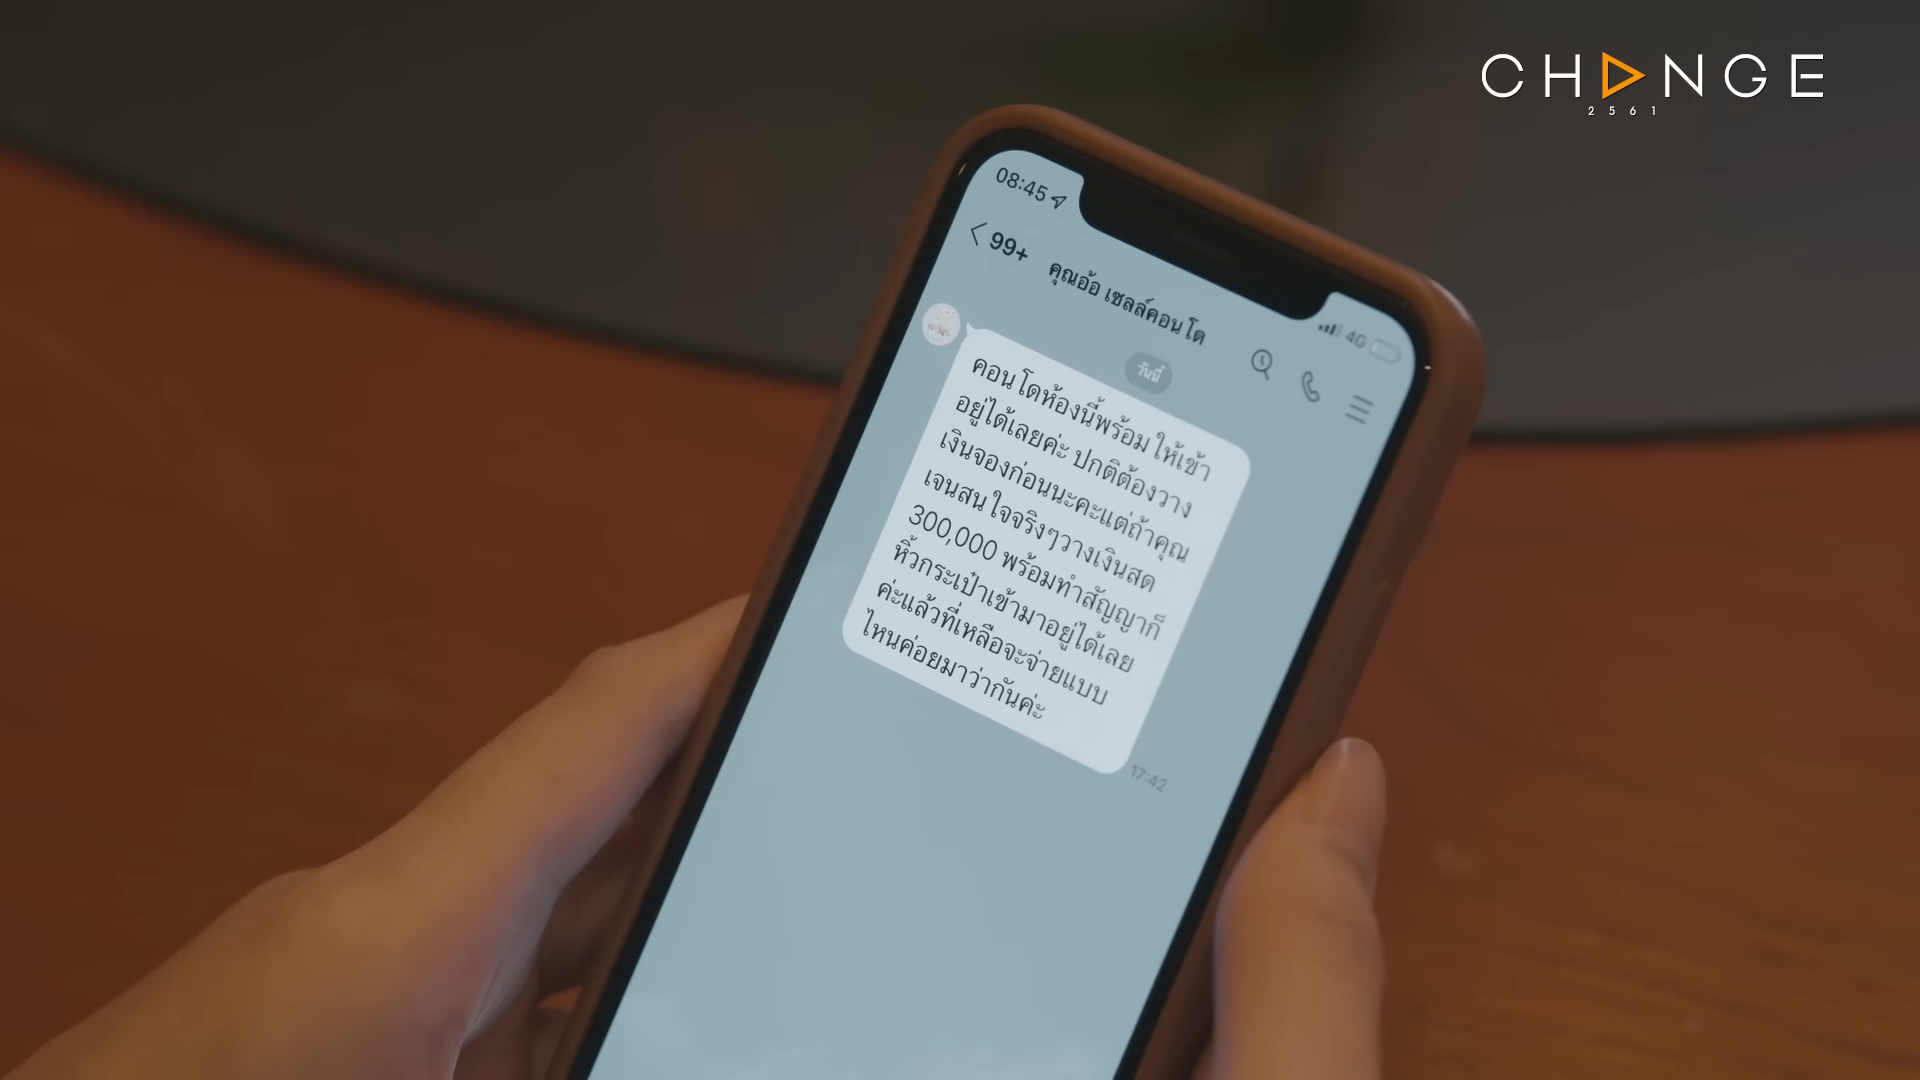 CHANGE
2561
08:45
4G
99+
คุณอ้อ เซลล์คอนโด
วันนี้
คอนโดห้องนี้พร้อมให้เข้า
อยู่ได้เลยค่ะ ปกติต้องวาง
เงินจองก่อนนะคะแต่ถ้าคุณ
เจนสนใจจริงๆวางเงินสด
300,000 พร้อมทำสัญญาก็
หิ้วกระเป๋าเข้ามาอยู่ได้เลย
ค่ะแล้วที่เหลือจะจ่ายแบบ
ไหนค่อยมาว่ากันค่ะ
17:42